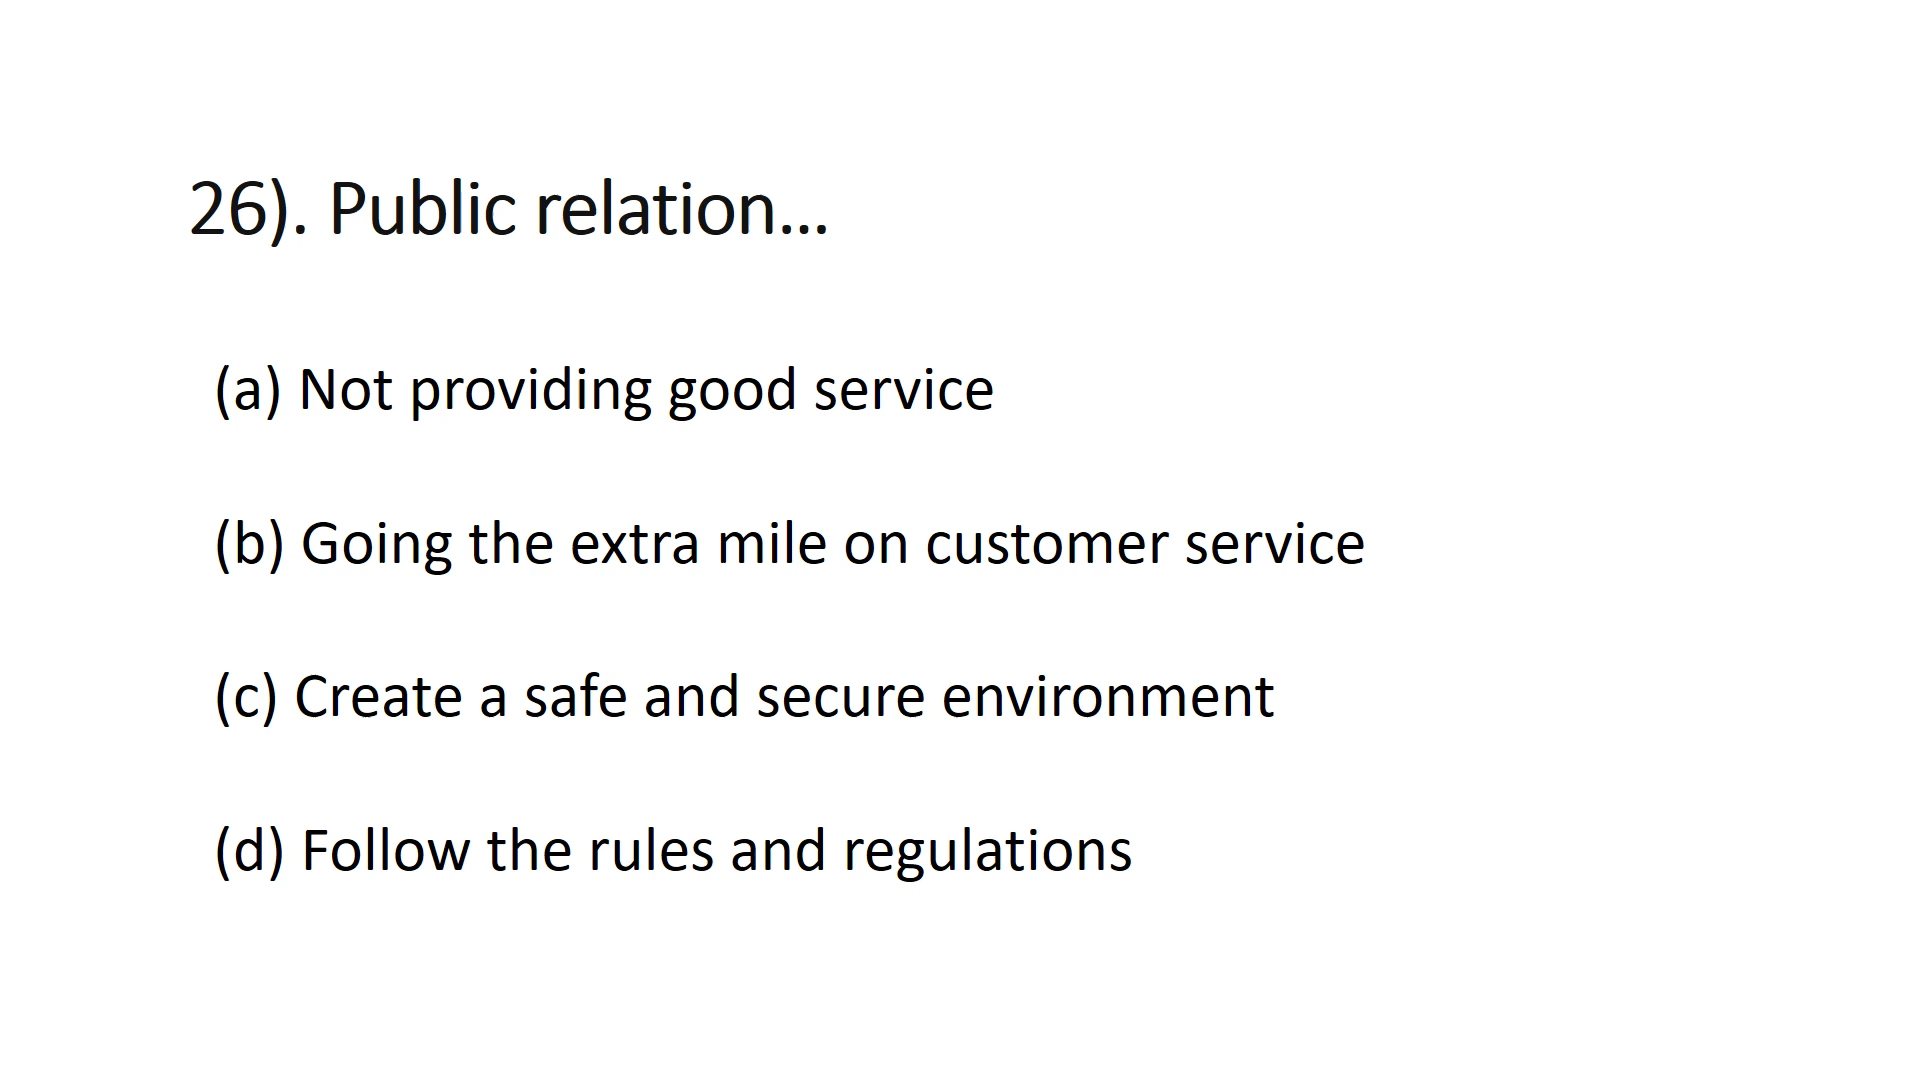 26). Public relation...
(a) Not providing good service
(b) Going the extra mile on customer service
(c) Create a safe and secure environment
(d) Follow the rules and regulations